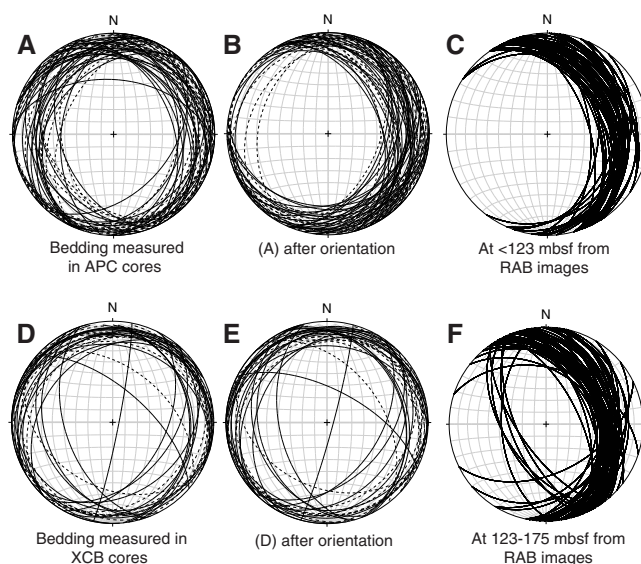 N
N
N
A
B
C
Bedding measured
in APC cores
(A) after orientation
At <123 mbsf from
RAB images
N
N
N
D
E
F
Bedding measured in
XCB cores
(D) after orientation
At 123-175 mbsf from
RAB images